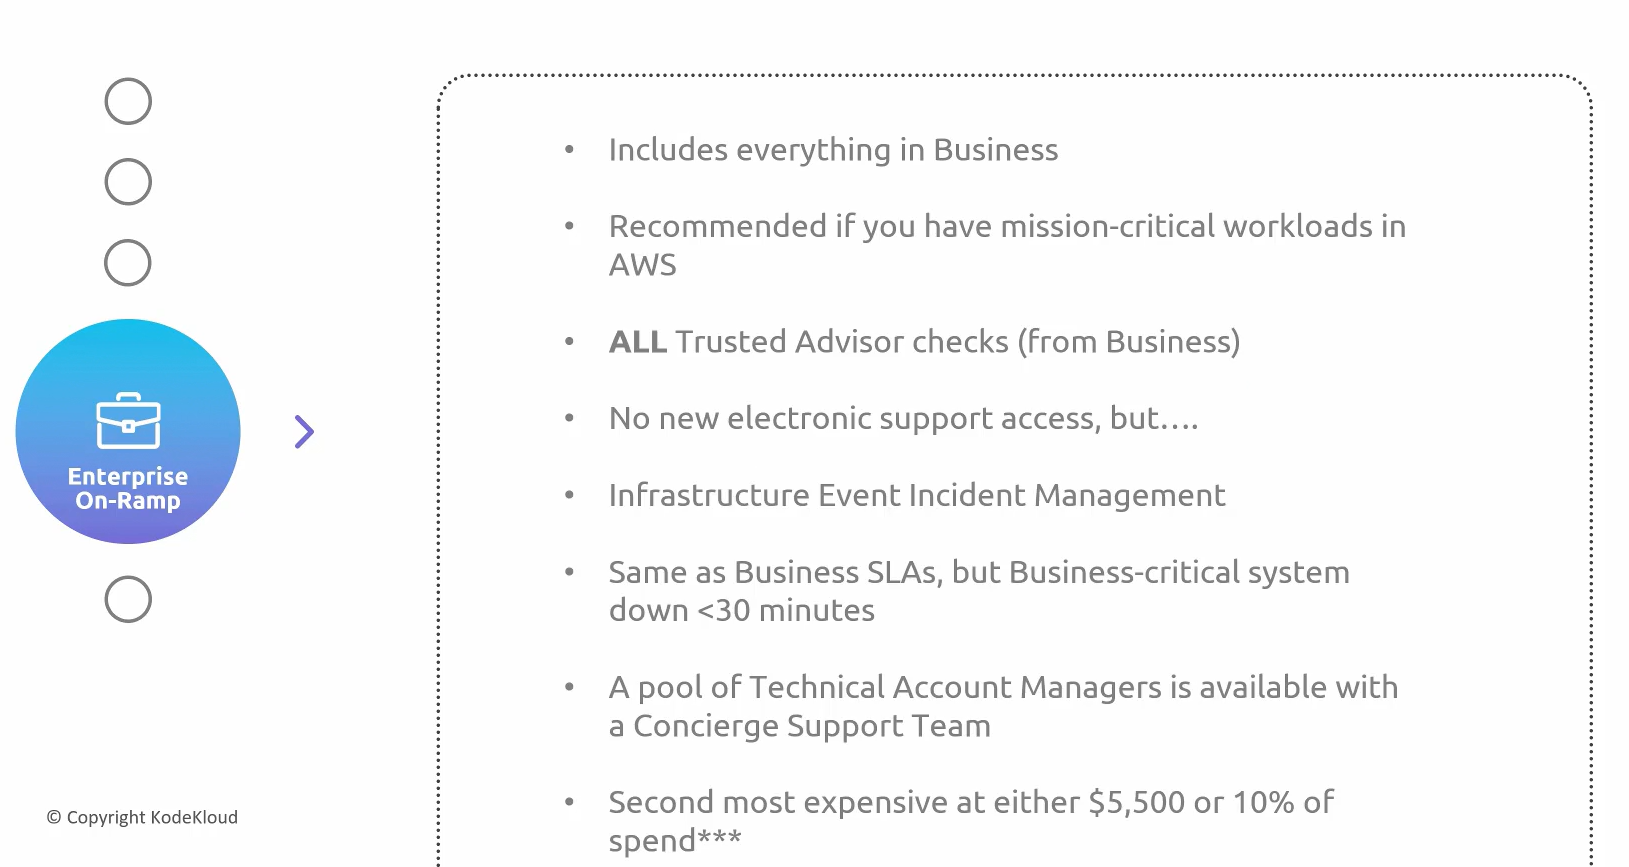 • Includes everything in Business
• Recommended if you have mission-critical workloads in
AWS
• ALL Trusted Advisor checks (from Business)
• No new electronic support access, but....
Enterprise
On-Ramp
• Infrastructure Event Incident Management
• Same as Business SLAs, but Business-critical system
down <30 minutes
• A pool of Technical Account Managers is available with
a Concierge Support Team
• Second most expensive at either $5,500 or 10% of
spend***
© Copyright KodeKloud